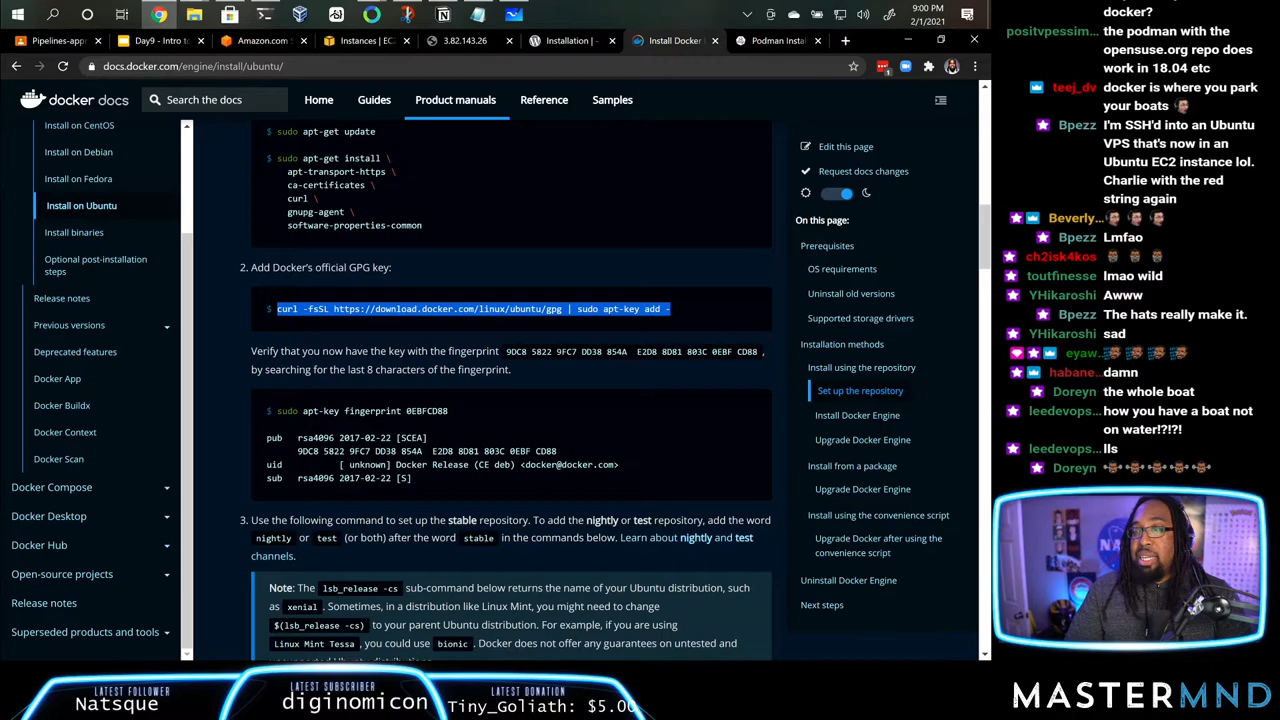 9:00 PM
2/1/2021
Pipelines-appr
Day9 - Intro to
Amazon.com S
Instances | EC2
3.82.143.26
Installation |
Install Docker
Podman Insta
docs.docker.com/engine/install/ubuntu/
docker docs
Search the docs
Home
Guides
Product manuals
Reference
Samples
Install on CentOS
Install on Debian
Install on Fedora
Install on Ubuntu
Install binaries
Optional post-installation
steps
Release notes
Previous versions
Deprecated features
Docker App
Docker Buildx
Docker Context
Docker Scan
Docker Compose
Docker Desktop
Docker Hub
Open-source projects
Release notes
Superseded products and tools
$ sudo apt-get update
$ sudo apt-get install \
apt-transport-https \
ca-certificates \
curl \
gnupg-agent \
software-properties-common
2. Add Docker's official GPG key:
$ curl -fsSL https://download.docker.com/linux/ubuntu/gpg | sudo apt-key add -
Verify that you now have the key with the fingerprint 9DC8 5822 9FC7 DD38 854A E2D8 8D81 803C 0EBF CD88 ,
by searching for the last 8 characters of the fingerprint.
$ sudo apt-key fingerprint 0EBFCD88
pub rsa4096 2017-02-22 [SCEA]
9DC8 5822 9FC7 DD38 854A E2D8 8D81 803C 0EBF CD88
uid [ unknown] Docker Release (CE deb) <docker@docker.com>
sub rsa4096 2017-02-22 [S]
3. Use the following command to set up the stable repository. To add the nightly or test repository, add the word
nightly or test (or both) after the word stable in the commands below. Learn about nightly and test
channels.
Note: The lsb_release -cs sub-command below returns the name of your Ubuntu distribution, such
as xenial . Sometimes, in a distribution like Linux Mint, you might need to change
$(lsb_release -cs) to your parent Ubuntu distribution. For example, if you are using
Linux Mint Tessa , you could use bionic . Docker does not offer any guarantees on untested and
Edit this page
Request docs changes
On this page:
Prerequisites
OS requirements
Uninstall old versions
Supported storage drivers
Installation methods
Install using the repository
Set up the repository
Install Docker Engine
Upgrade Docker Engine
Install from a package
Upgrade Docker Engine
Install using the convenience script
Upgrade Docker after using the
convenience script
Uninstall Docker Engine
Next steps
docker?
positvpessim... the podman with the
opensuse.org repo does
work in 18.04 etc
teej_dv docker is where you park
your boats
Bpezz I'm SSH'd into an Ubuntu
VPS that's now in an
Ubuntu EC2 instance lol.
Charlie with the red
string again
Beverly...
Bpezz Lmfao
ch2isk4kos
toutfinesse lmao wild
YHikaroshi Awww
Bpezz The hats really make it.
YHikaroshi sad
eyaw...
habane... damn
Doreyn the whole boat
leedevops... how you have a boat not
on water!?!?!
leedevops... lls
Doreyn
LATEST FOLLOWER
Natsque
LATEST SUBSCRIBER
diginomicon
LATEST DONATION
Tiny_Goliath: $5.00
MASTERMND